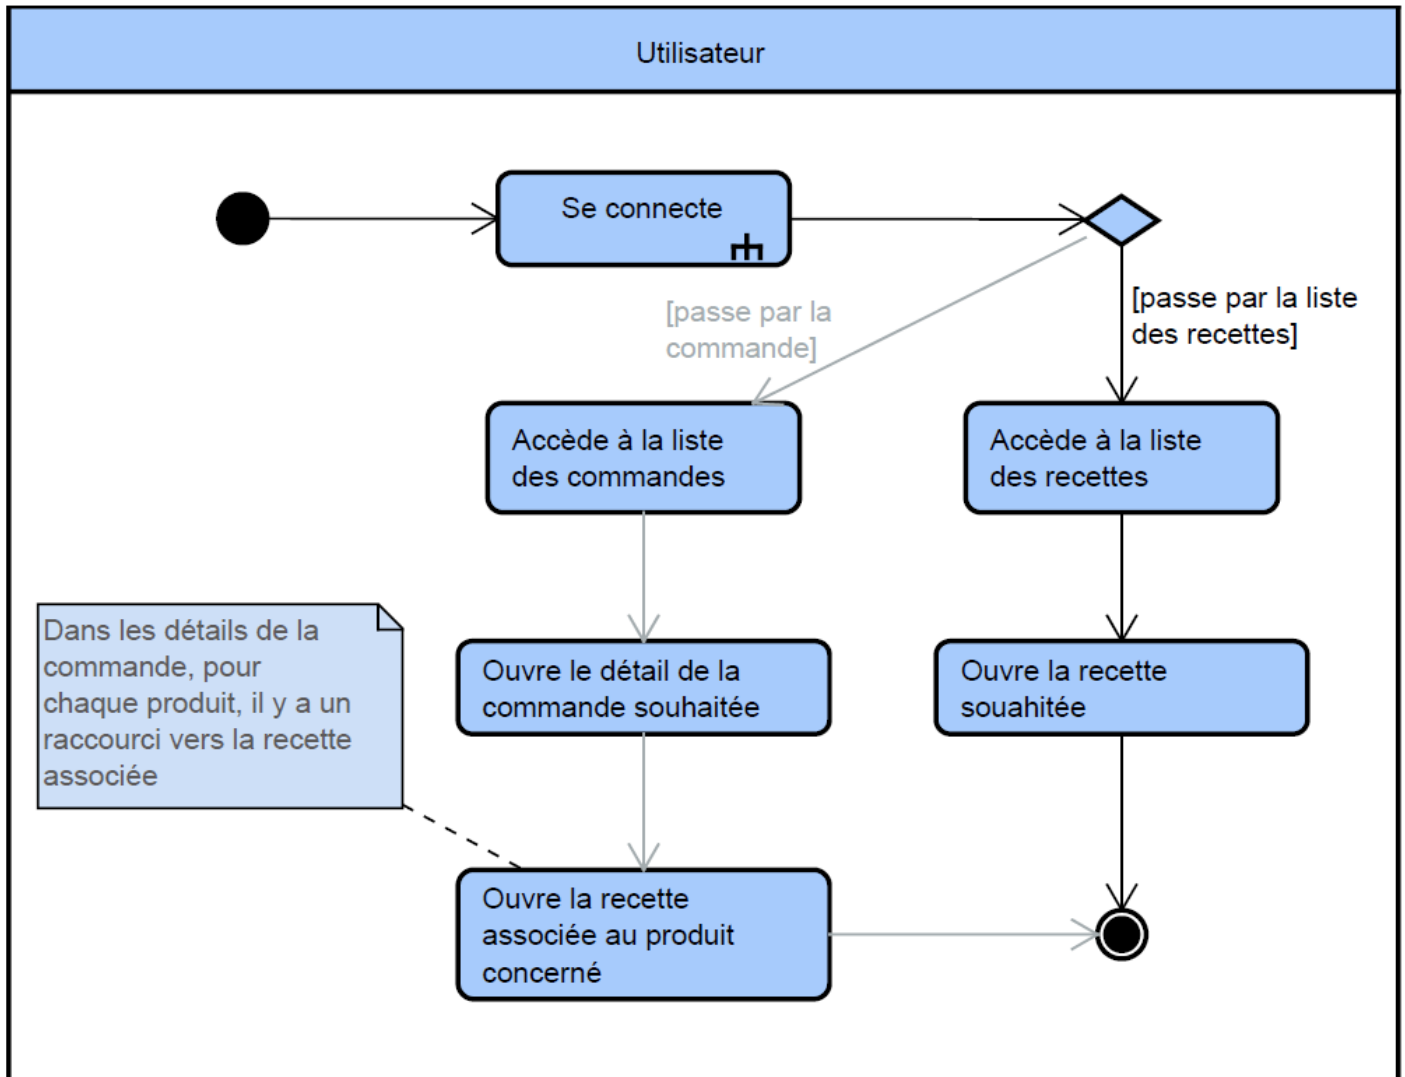 Utilisateur
Se connecte
[passe par la liste
des recettes]
[passe par la
commande]
Accède à la liste
des commandes
Accède à la liste
des recettes
Dans les détails de la
commande, pour
chaque produit, il y a un
raccourci vers la recette
associée
Ouvre le détail de la
commande souhaitée
Ouvre la recette
souahitée
Ouvre la recette
associée au produit
concerné